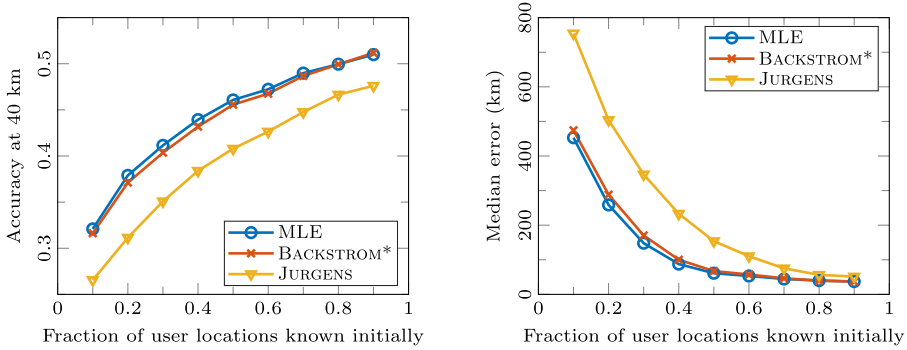 0.5
0.4
0.3
Accuracy at 40 km
MLE
BACKSTROM*
JURGENS
0 0.2 0.4 0.6 0.8 1
Fraction of user locations known initially
800
600
400
200
0
Median error (km)
MLE
BACKSTROM*
JURGENS
0 0.2 0.4 0.6 0.8 1
Fraction of user locations known initially